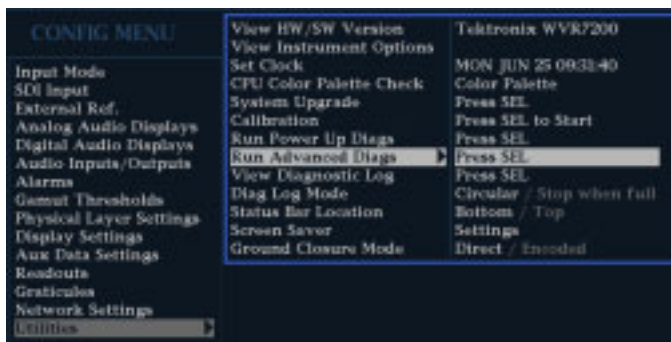 CONFIG MENU
Input Mode
SDI Input
External Ref.
Analog Audio Displays
Digital Audio Displays
Audio Inputs/Outputs
Alarms
Gamut Thresholds
Physical Layer Settings
Display Settings
Aux Data Settings
Readouts
Graticules
Network Settings
Utilities
View HW/SW Version Tektronix WVR7200
View Instrument Options
Set Clock MON JUN 25 09:31:40
CPU Color Palette Check Color Palette
System Upgrade Press SEL
Calibration Press SEL to Start
Run Power Up Diags Press SEL
Run Advanced Diags Press SEL
View Diagnostic Log Press SEL
Diag Log Mode Circular / Stop when full
Status Bar Location Bottom / Top
Screen Saver Settings
Ground Closure Mode Direct / Encoded